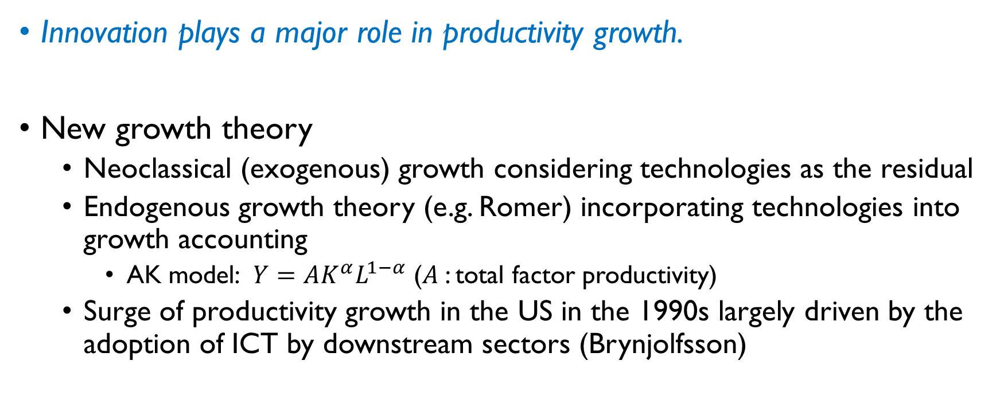 • Innovation plays a major role in productivity growth.
• New growth theory
• Neoclassical (exogenous) growth considering technologies as the residual
• Endogenous growth theory (e.g. Romer) incorporating technologies into
growth accounting
• AK model: Y = AK^α L^{1−α} (A : total factor productivity)
• Surge of productivity growth in the US in the 1990s largely driven by the
adoption of ICT by downstream sectors (Brynjolfsson)